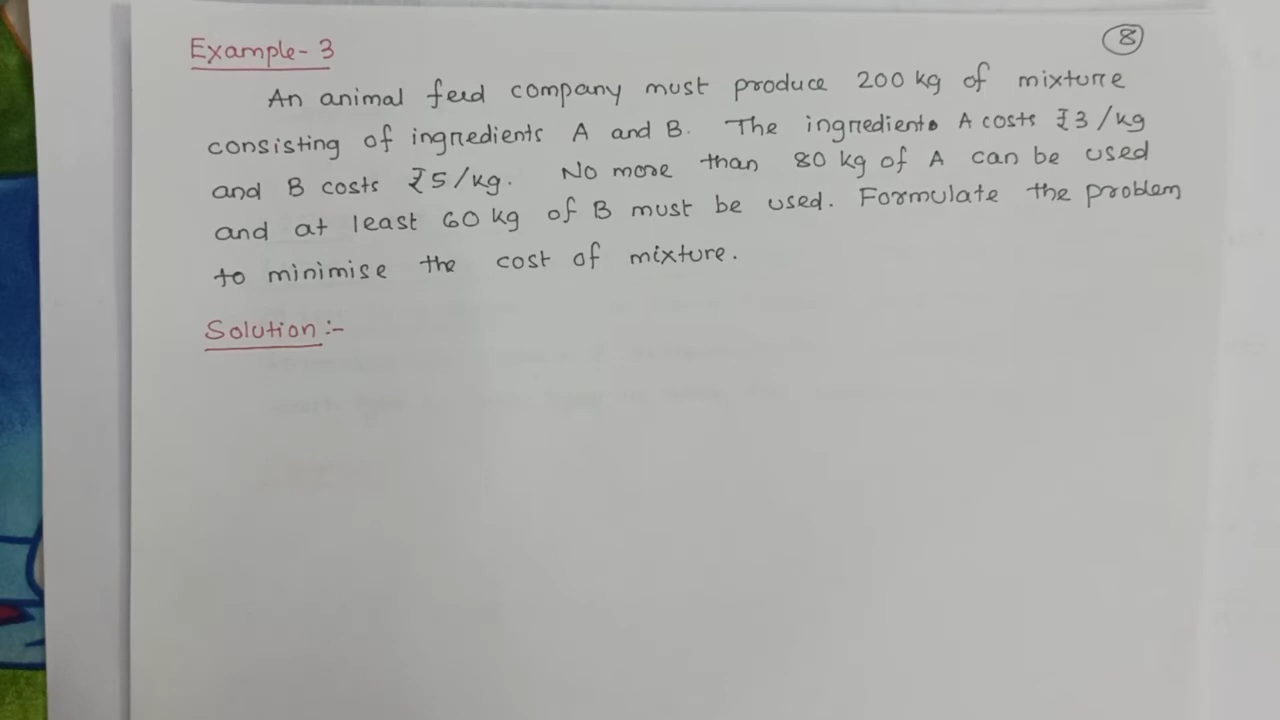 8
Example- 3
An animal feed company must produce 200 kg of mixture
consisting of ingredients A and B. The ingredients A costs ₹3/kg
and B costs ₹5/kg. No more than 80 kg of A can be used
and at least 60 kg of B must be used. Formulate the problem
to minimise the cost of mixture.
Solution :-